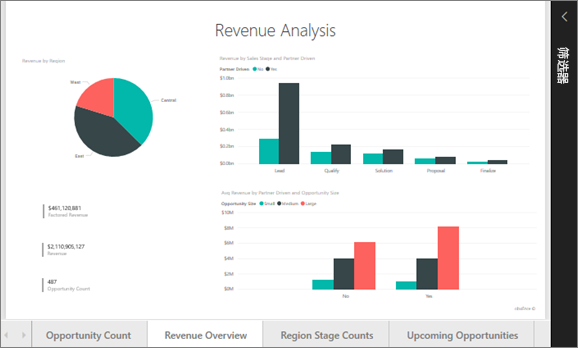 Revenue Analysis
Revenue by Region
West
Central
East
Revenue by Sales Stage and Partner Driven
Partner Driven No Yes
$1.0bn
$0.8bn
$0.6bn
$0.4bn
$0.2bn
$0.0bn
Lead
Qualify
Solution
Proposal
Finalize
$461,120,881
Factored Revenue
$2,110,905,127
Revenue
487
Opportunity Count
Avg Revenue by Partner Driven and Opportunity Size
Opportunity Size Small Medium Large
$10M
$8M
$6M
$4M
$2M
$0M
No
Yes
obviEnce ©
筛选器
Opportunity Count
Revenue Overview
Region Stage Counts
Upcoming Opportunities